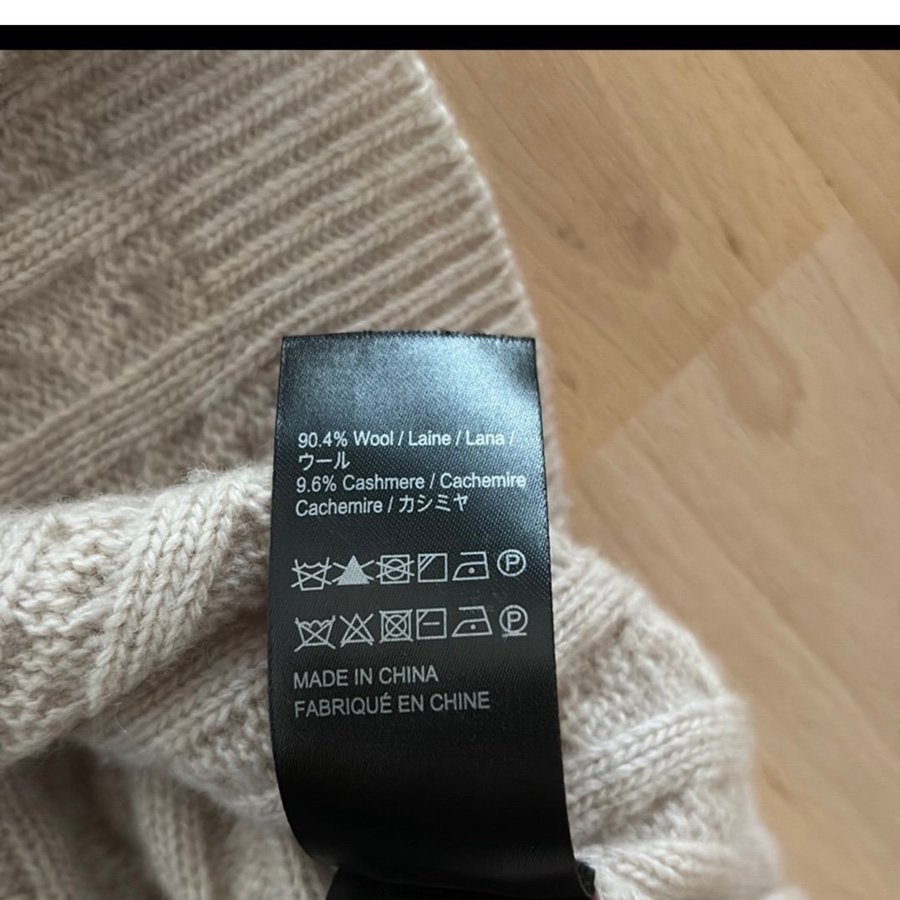 90.4% Wool / Laine / Lana /
ウール
9.6% Cashmere / Cachemire
Cachemire / カシミヤ
P
P
MADE IN CHINA
FABRIQUÉ EN CHINE